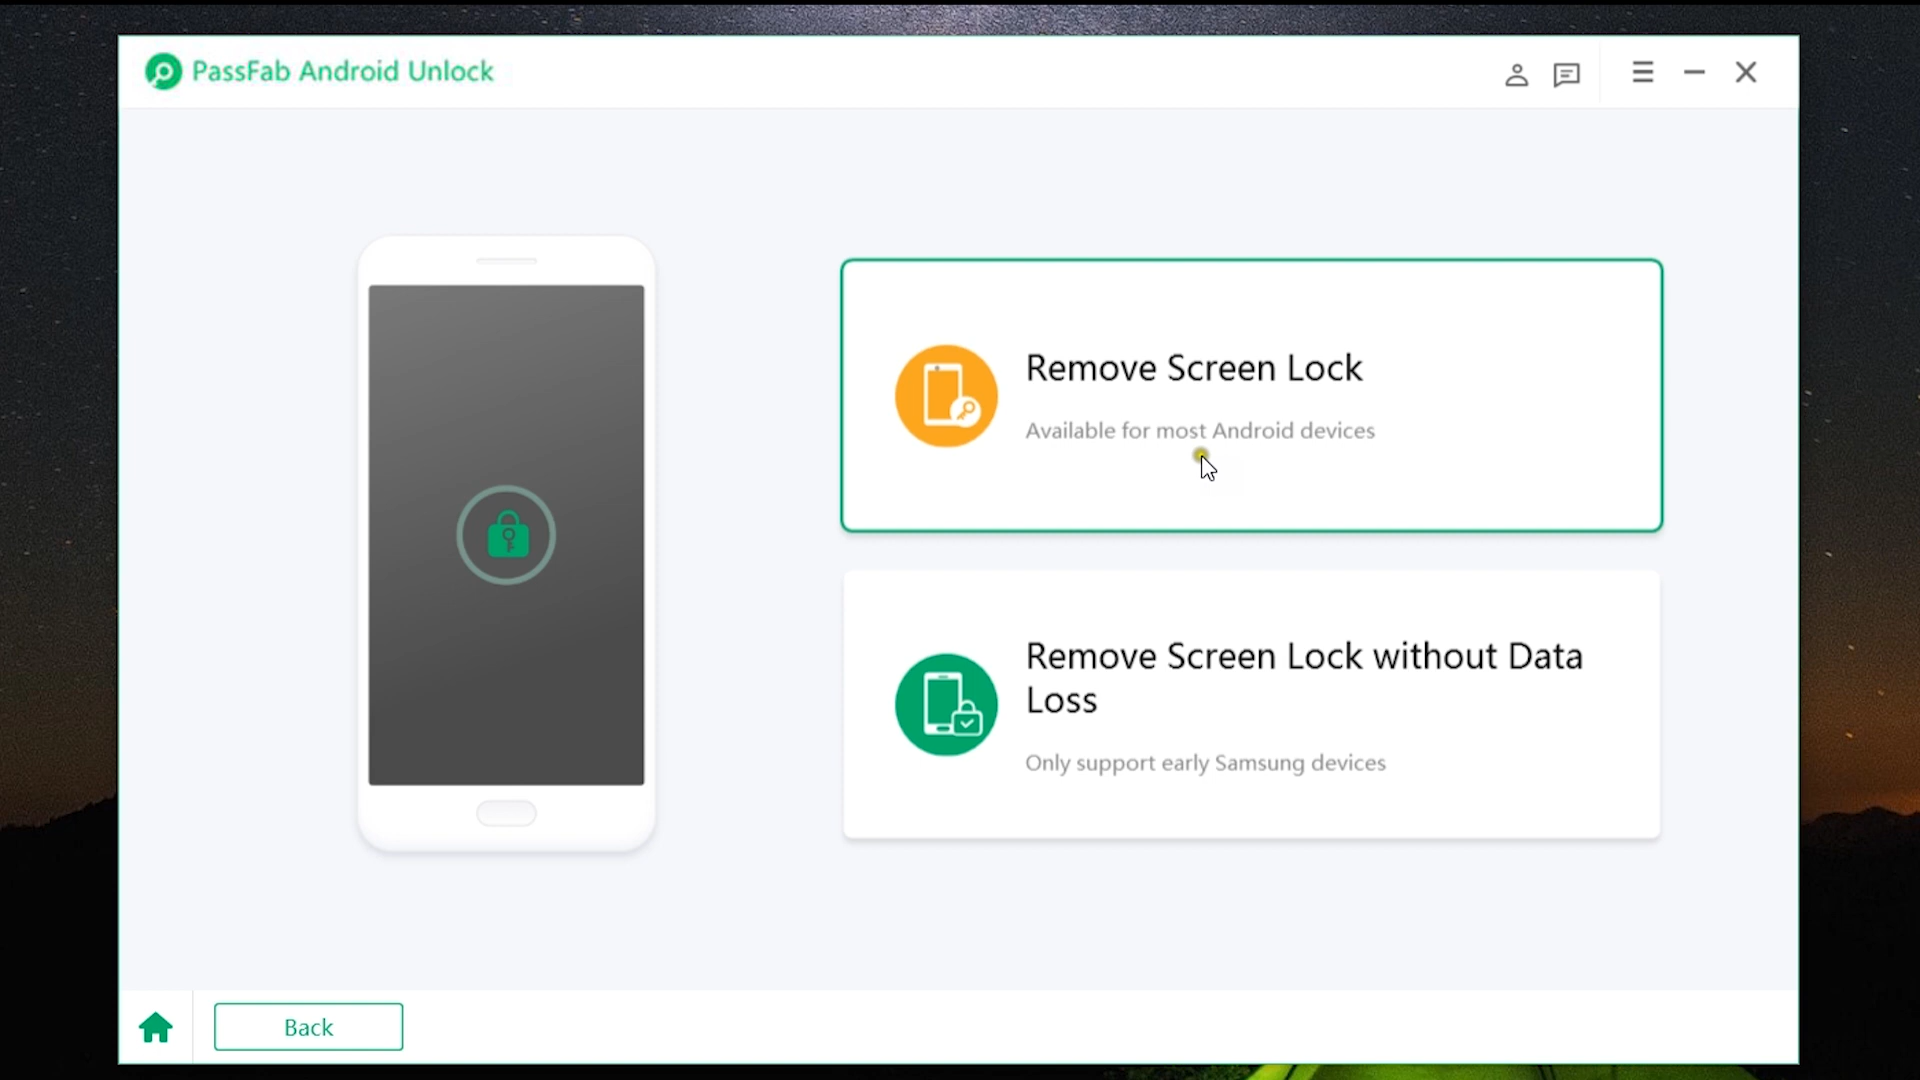 PassFab Android Unlock
Remove Screen Lock
Available for most Android devices
Remove Screen Lock without Data
Loss
Only support early Samsung devices
Back